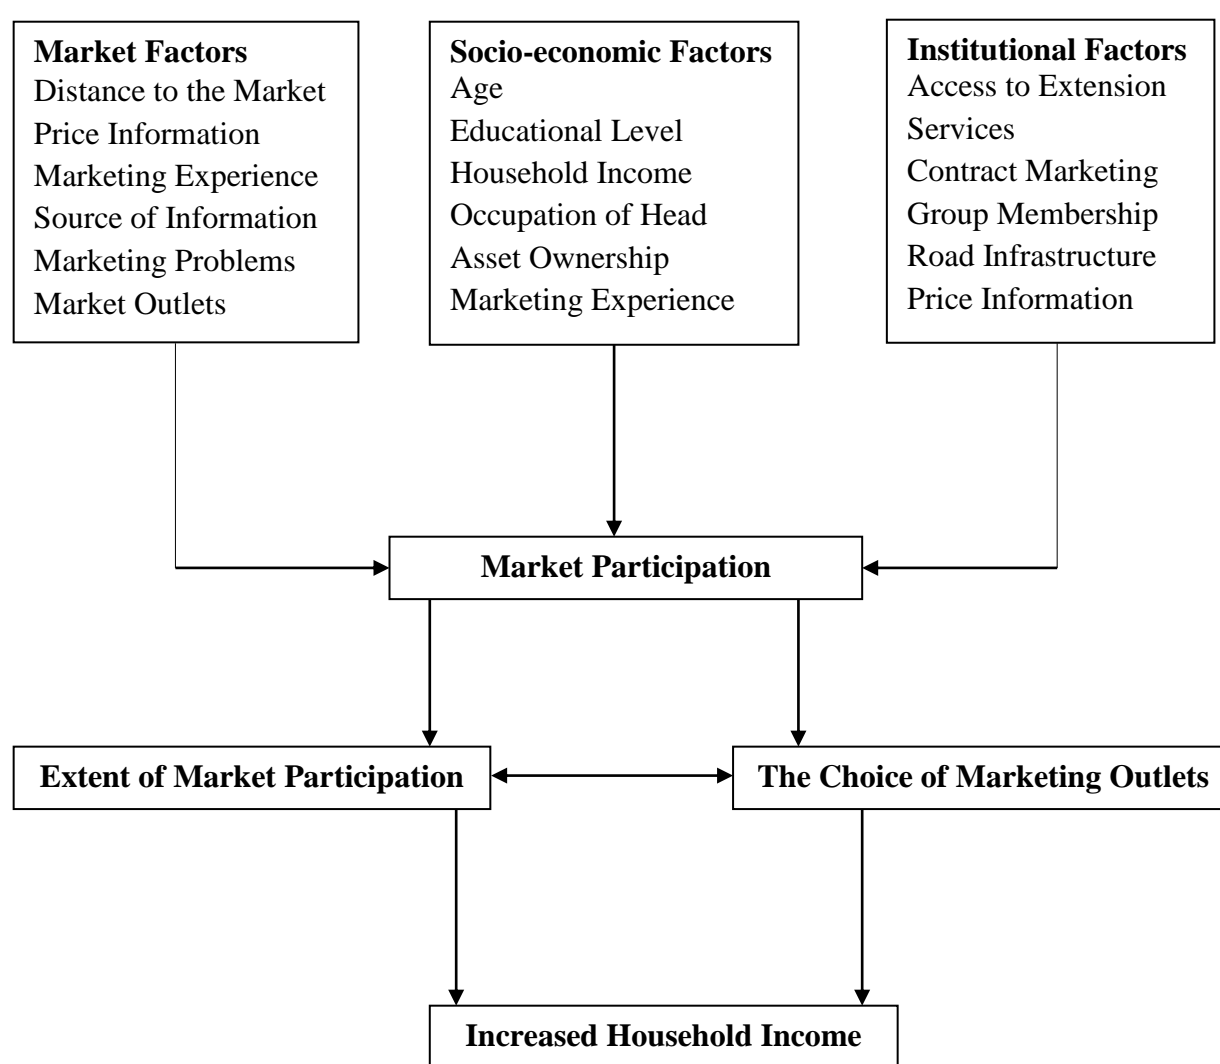 Market Factors
Distance to the Market
Price Information
Marketing Experience
Source of Information
Marketing Problems
Market Outlets
Socio-economic Factors
Age
Educational Level
Household Income
Occupation of Head
Asset Ownership
Marketing Experience
Institutional Factors
Access to Extension
Services
Contract Marketing
Group Membership
Road Infrastructure
Price Information
Market Participation
Extent of Market Participation
The Choice of Marketing Outlets
Increased Household Income